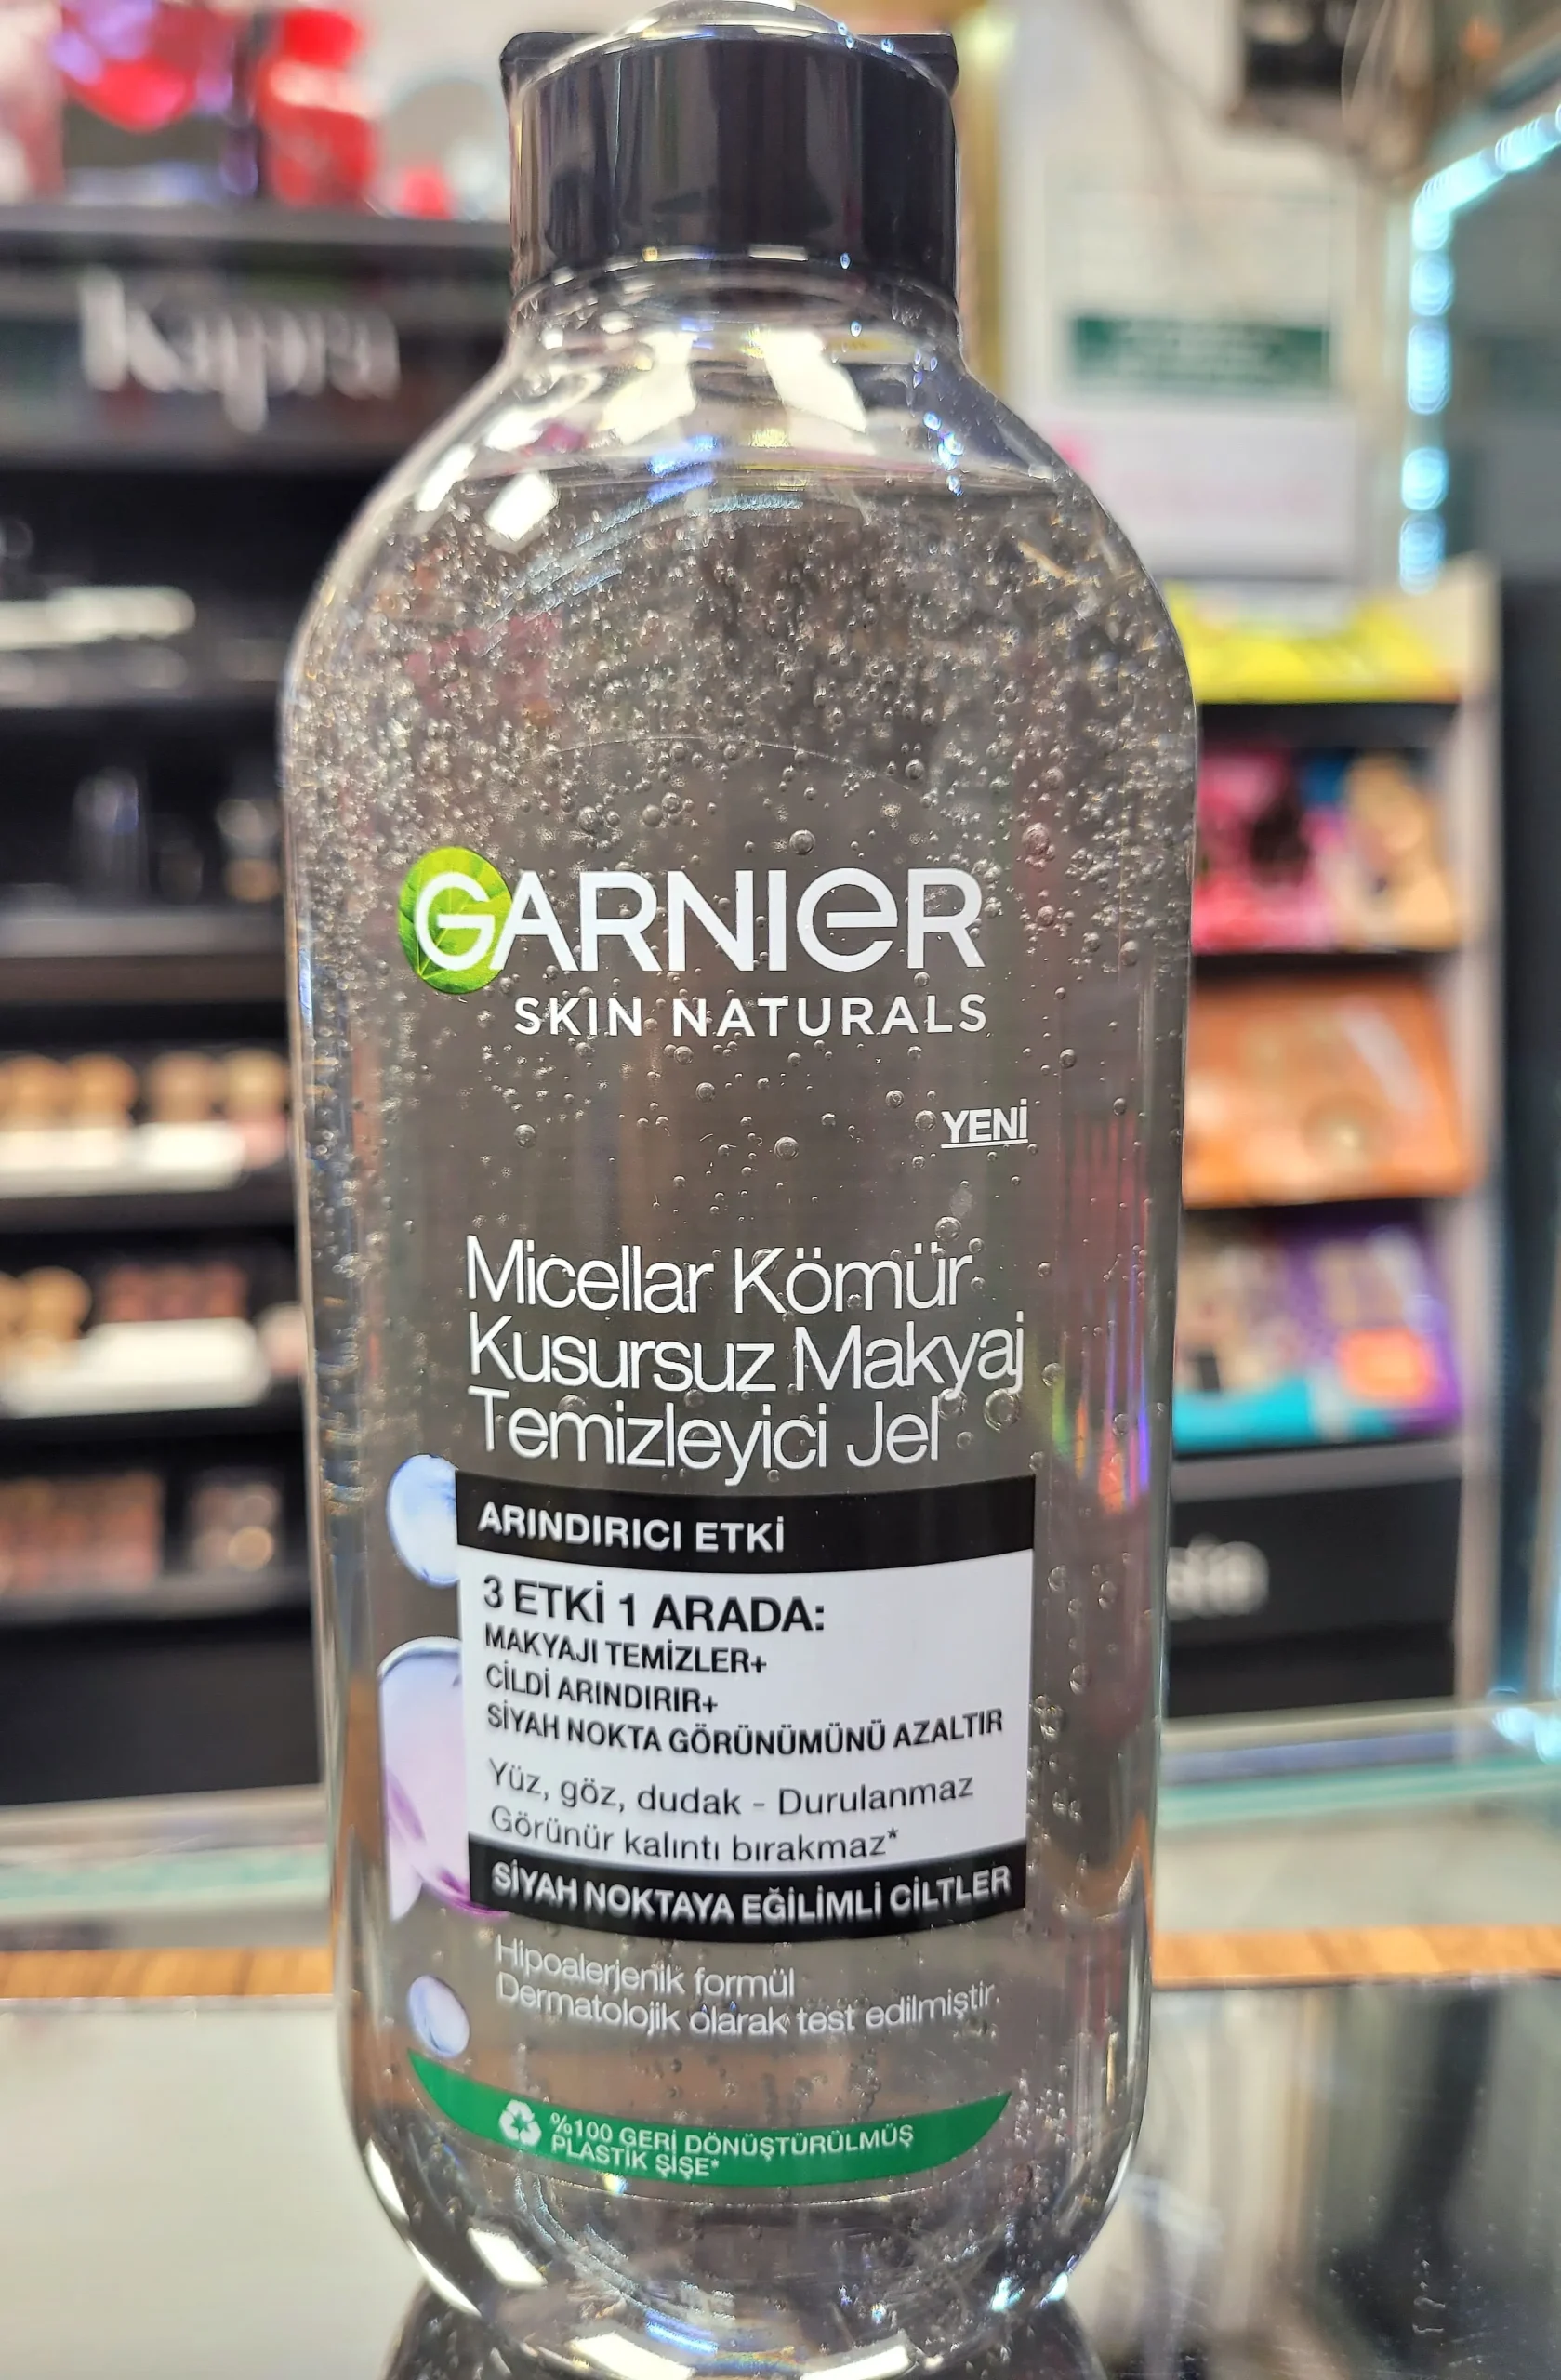 Kapra
GARNIER
SKIN NATURALS
YENİ
Micellar Kömür
Kusursuz Makyaj
Temizleyici Jel
ARINDIRICI ETKİ
3 ETKİ 1 ARADA:
MAKYAJI TEMİZLER+
CİLDİ ARINDIRIR+
SİYAH NOKTA GÖRÜNÜMÜNÜ AZALTIR
Yüz, göz, dudak - Durulanmaz
Görünür kalıntı bırakmaz*
SİYAH NOKTAYA EĞİLİMLİ CİLTLER
Hipoalerjenik formül
Dermatolojik olarak test edilmiştir.
%100 GERİ DÖNÜŞTÜRÜLMÜŞ
PLASTİK ŞİŞE*